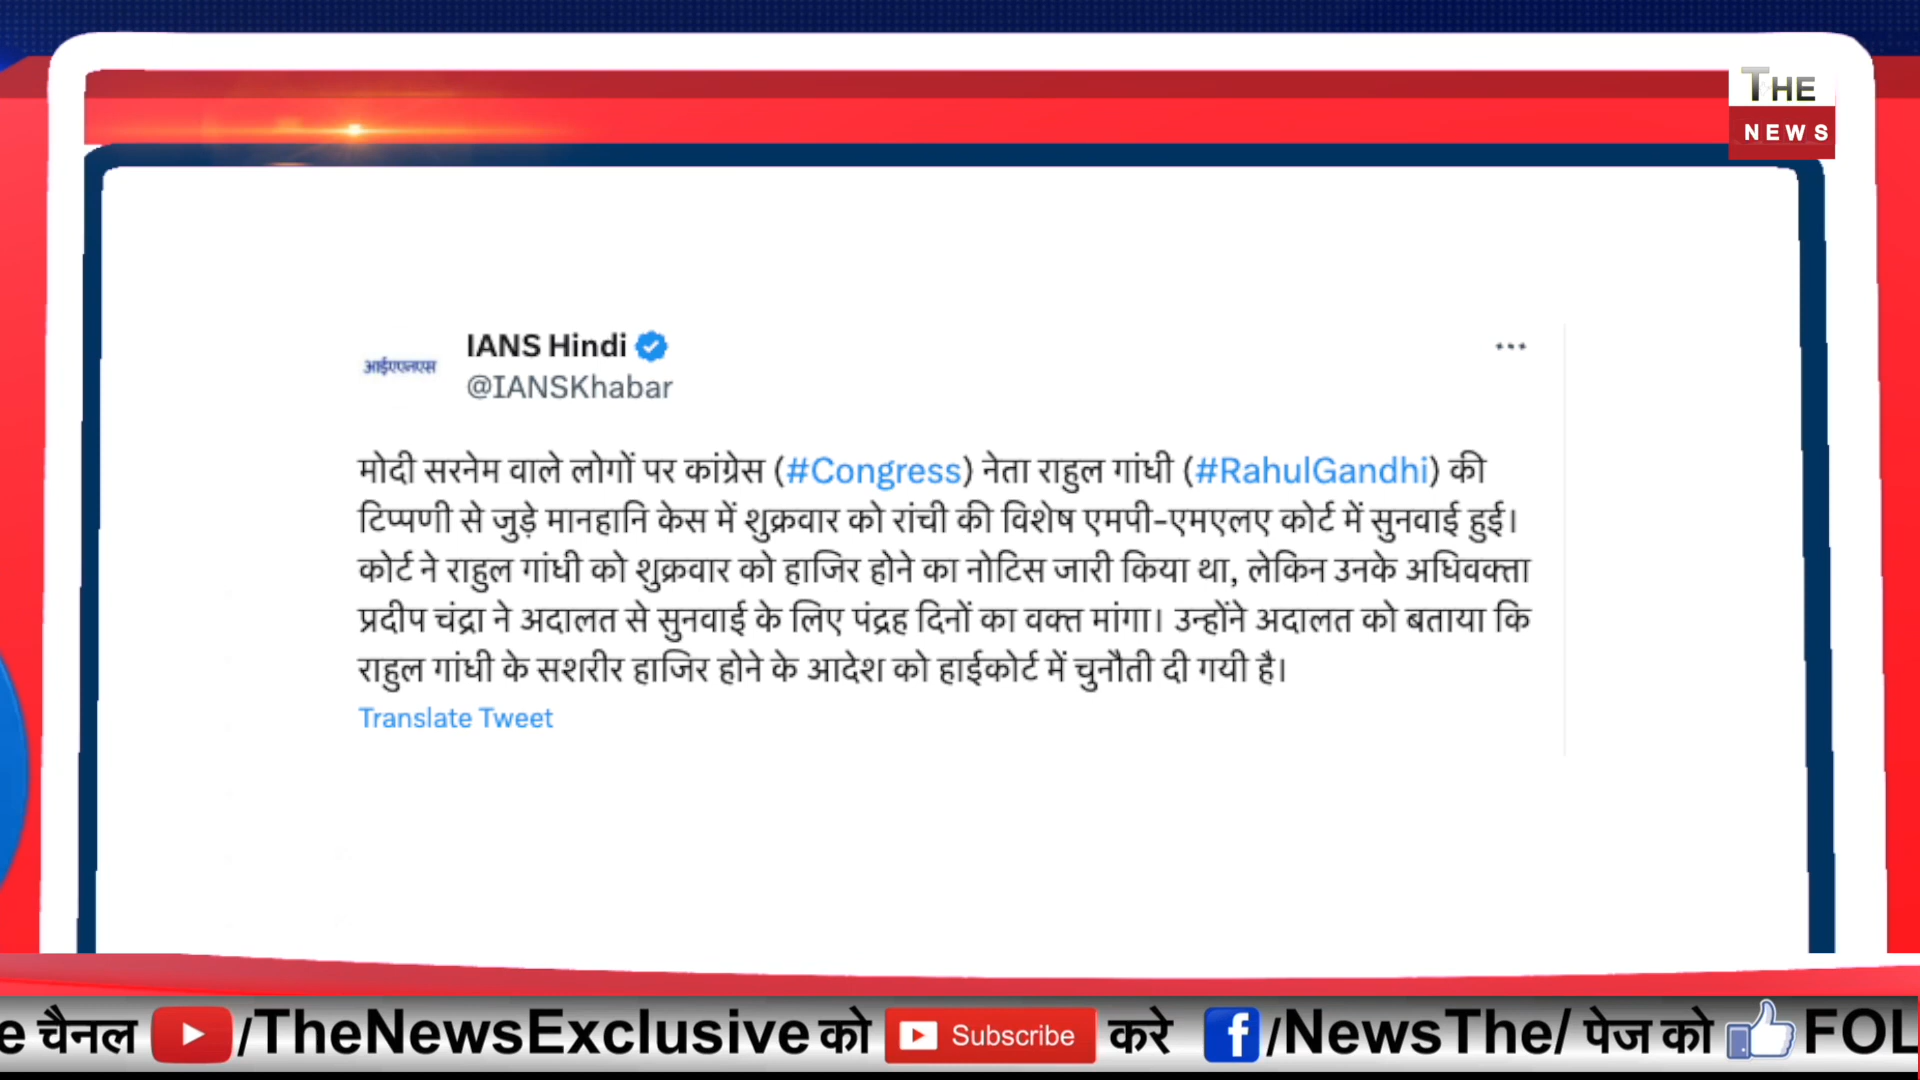 THE
NEWS
IANS Hindi
आईएएनएस
@IANSKhabar
मोदी सरनेम वाले लोगों पर कांग्रेस (#Congress) नेता राहुल गांधी (#RahulGandhi) की
टिप्पणी से जुड़े मानहानि केस में शुक्रवार को रांची की विशेष एमपी-एमएलए कोर्ट में सुनवाई हुई।
कोर्ट ने राहुल गांधी को शुक्रवार को हाजिर होने का नोटिस जारी किया था, लेकिन उनके अधिवक्ता
प्रदीप चंद्रा ने अदालत से सुनवाई के लिए पंद्रह दिनों का वक्त मांगा। उन्होंने अदालत को बताया कि
राहुल गांधी के सशरीर हाजिर होने के आदेश को हाईकोर्ट में चुनौती दी गयी है।
Translate Tweet
e चैनल /TheNewsExclusive को Subscribe करे f /NewsThe/ पेज को FOL